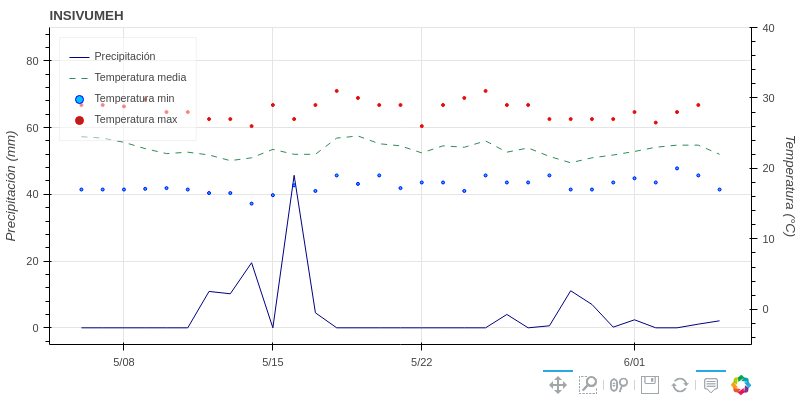 INSIVUMEH
Precipitación
Temperatura media
Temperatura min
Temperatura max
80
60
40
20
0
Precipitación (mm)
40
30
20
10
0
Temperatura (°C)
5/08
5/15
5/22
6/01